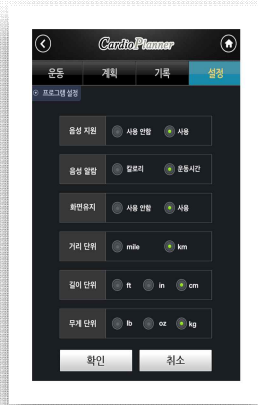 CardioPlanner
운동 계획 기록 설정
프로그램 설정
음성 지원 사용 안함 사용
음성 알람 칼로리 운동시간
화면유지 사용 안함 사용
거리 단위 mile km
길이 단위 ft in cm
무게 단위 lb oz kg
확인 취소